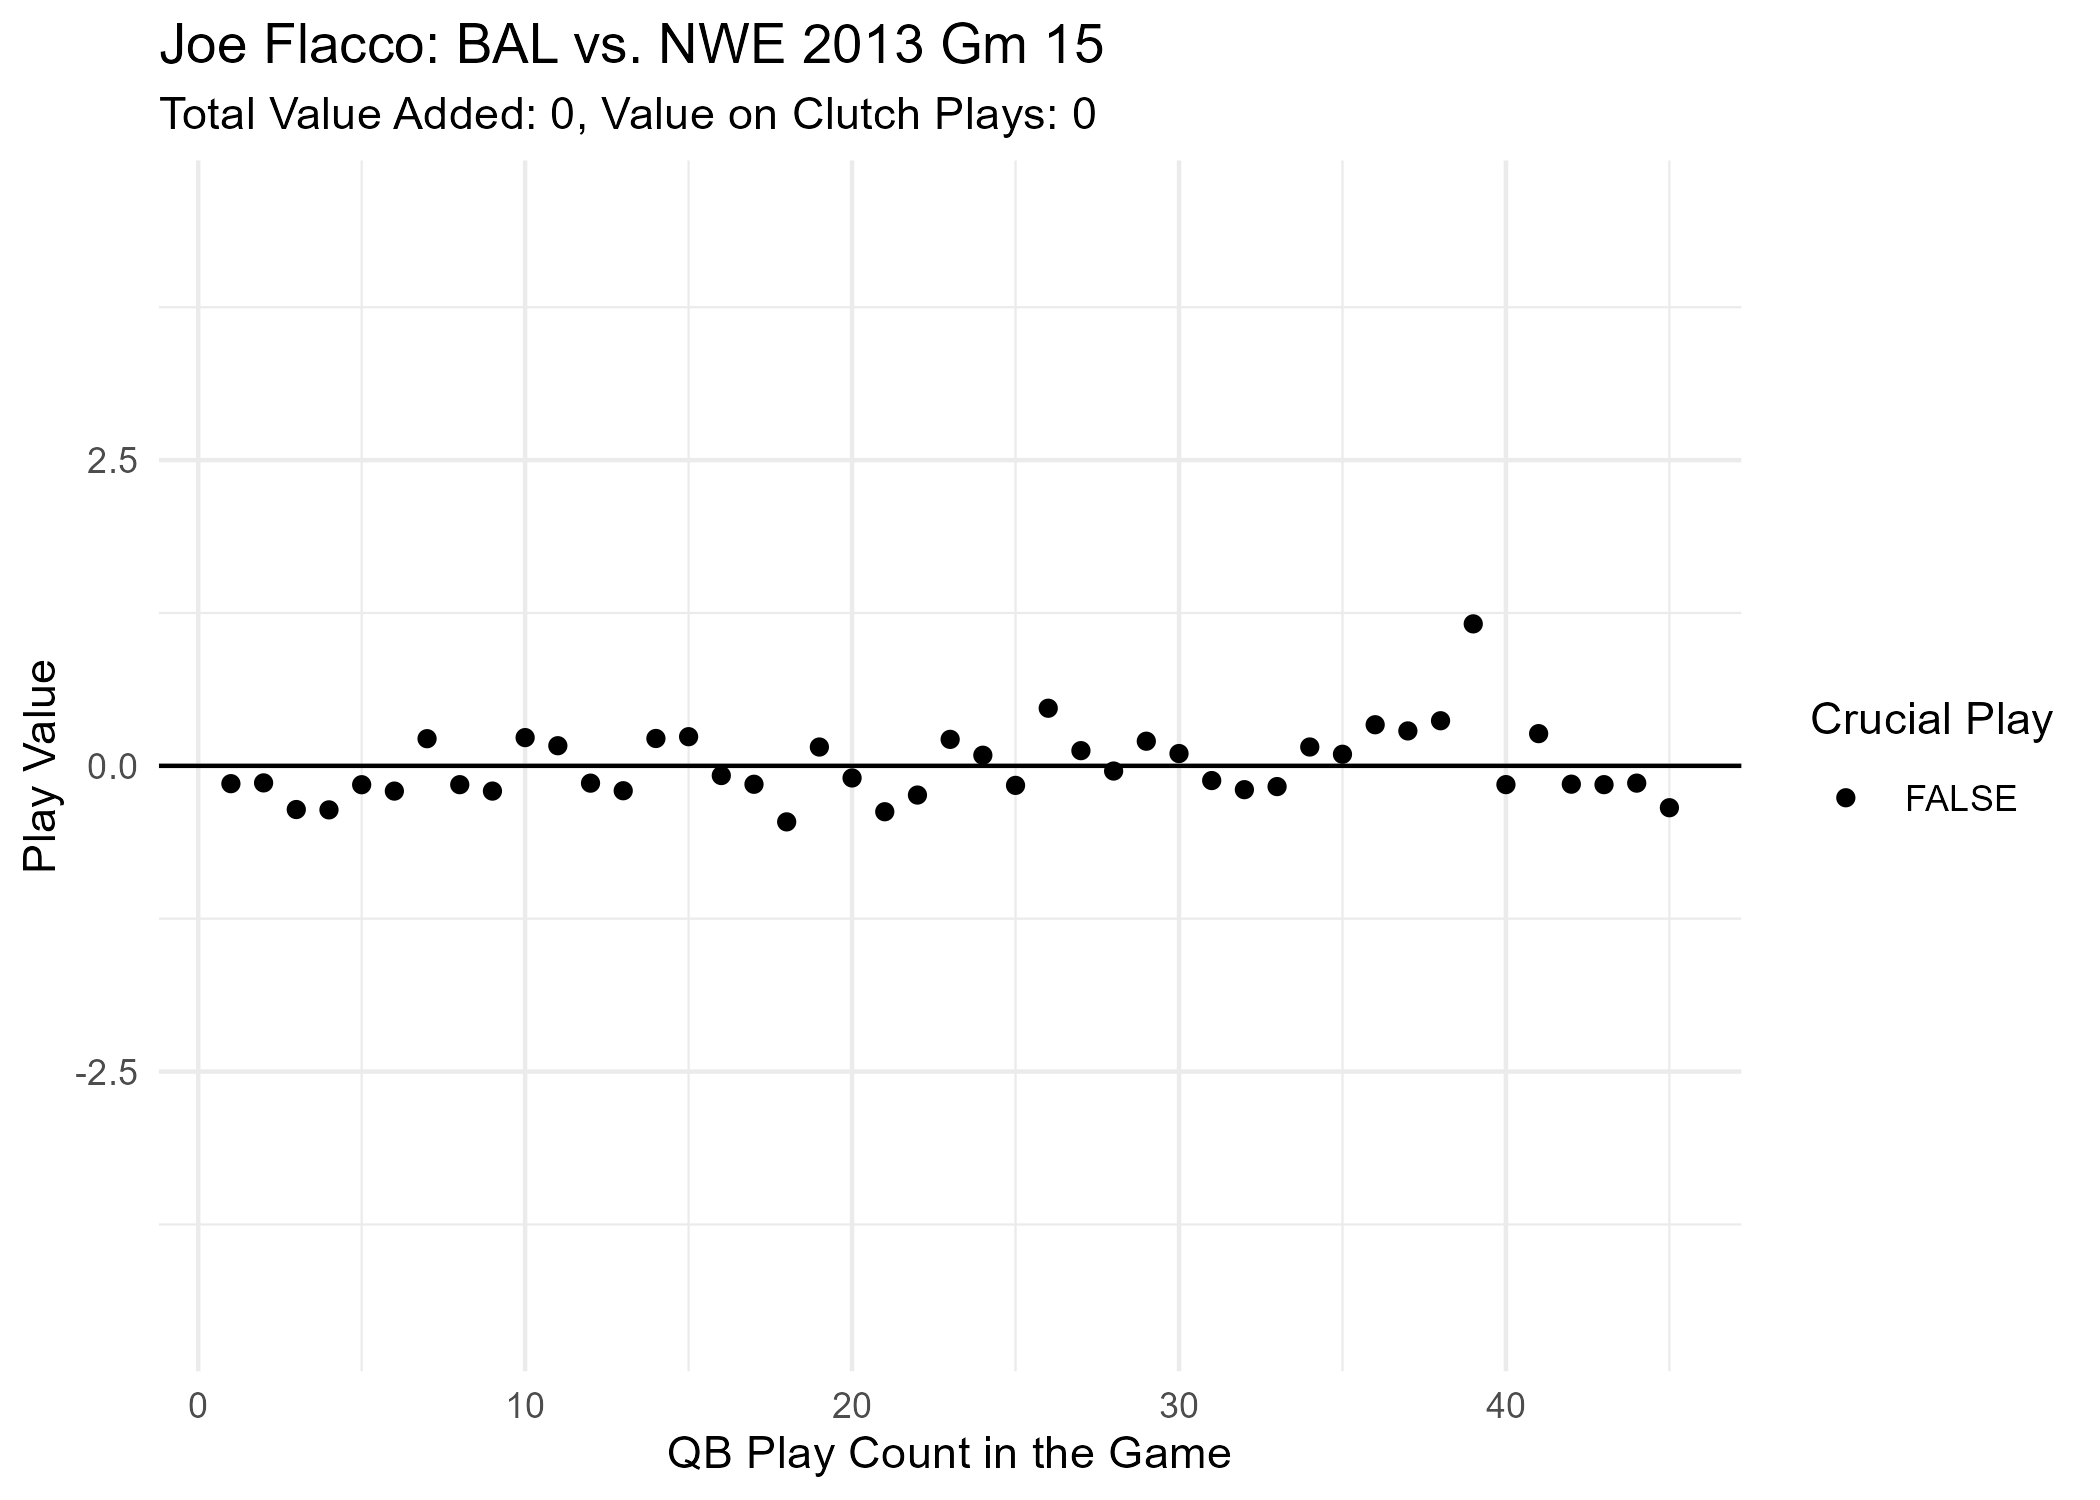 Joe Flacco: BAL vs. NWE 2013 Gm 15
Total Value Added: 0, Value on Clutch Plays: 0
Play Value
2.5
0.0
-2.5
0
10
20
30
40
QB Play Count in the Game
Crucial Play
FALSE